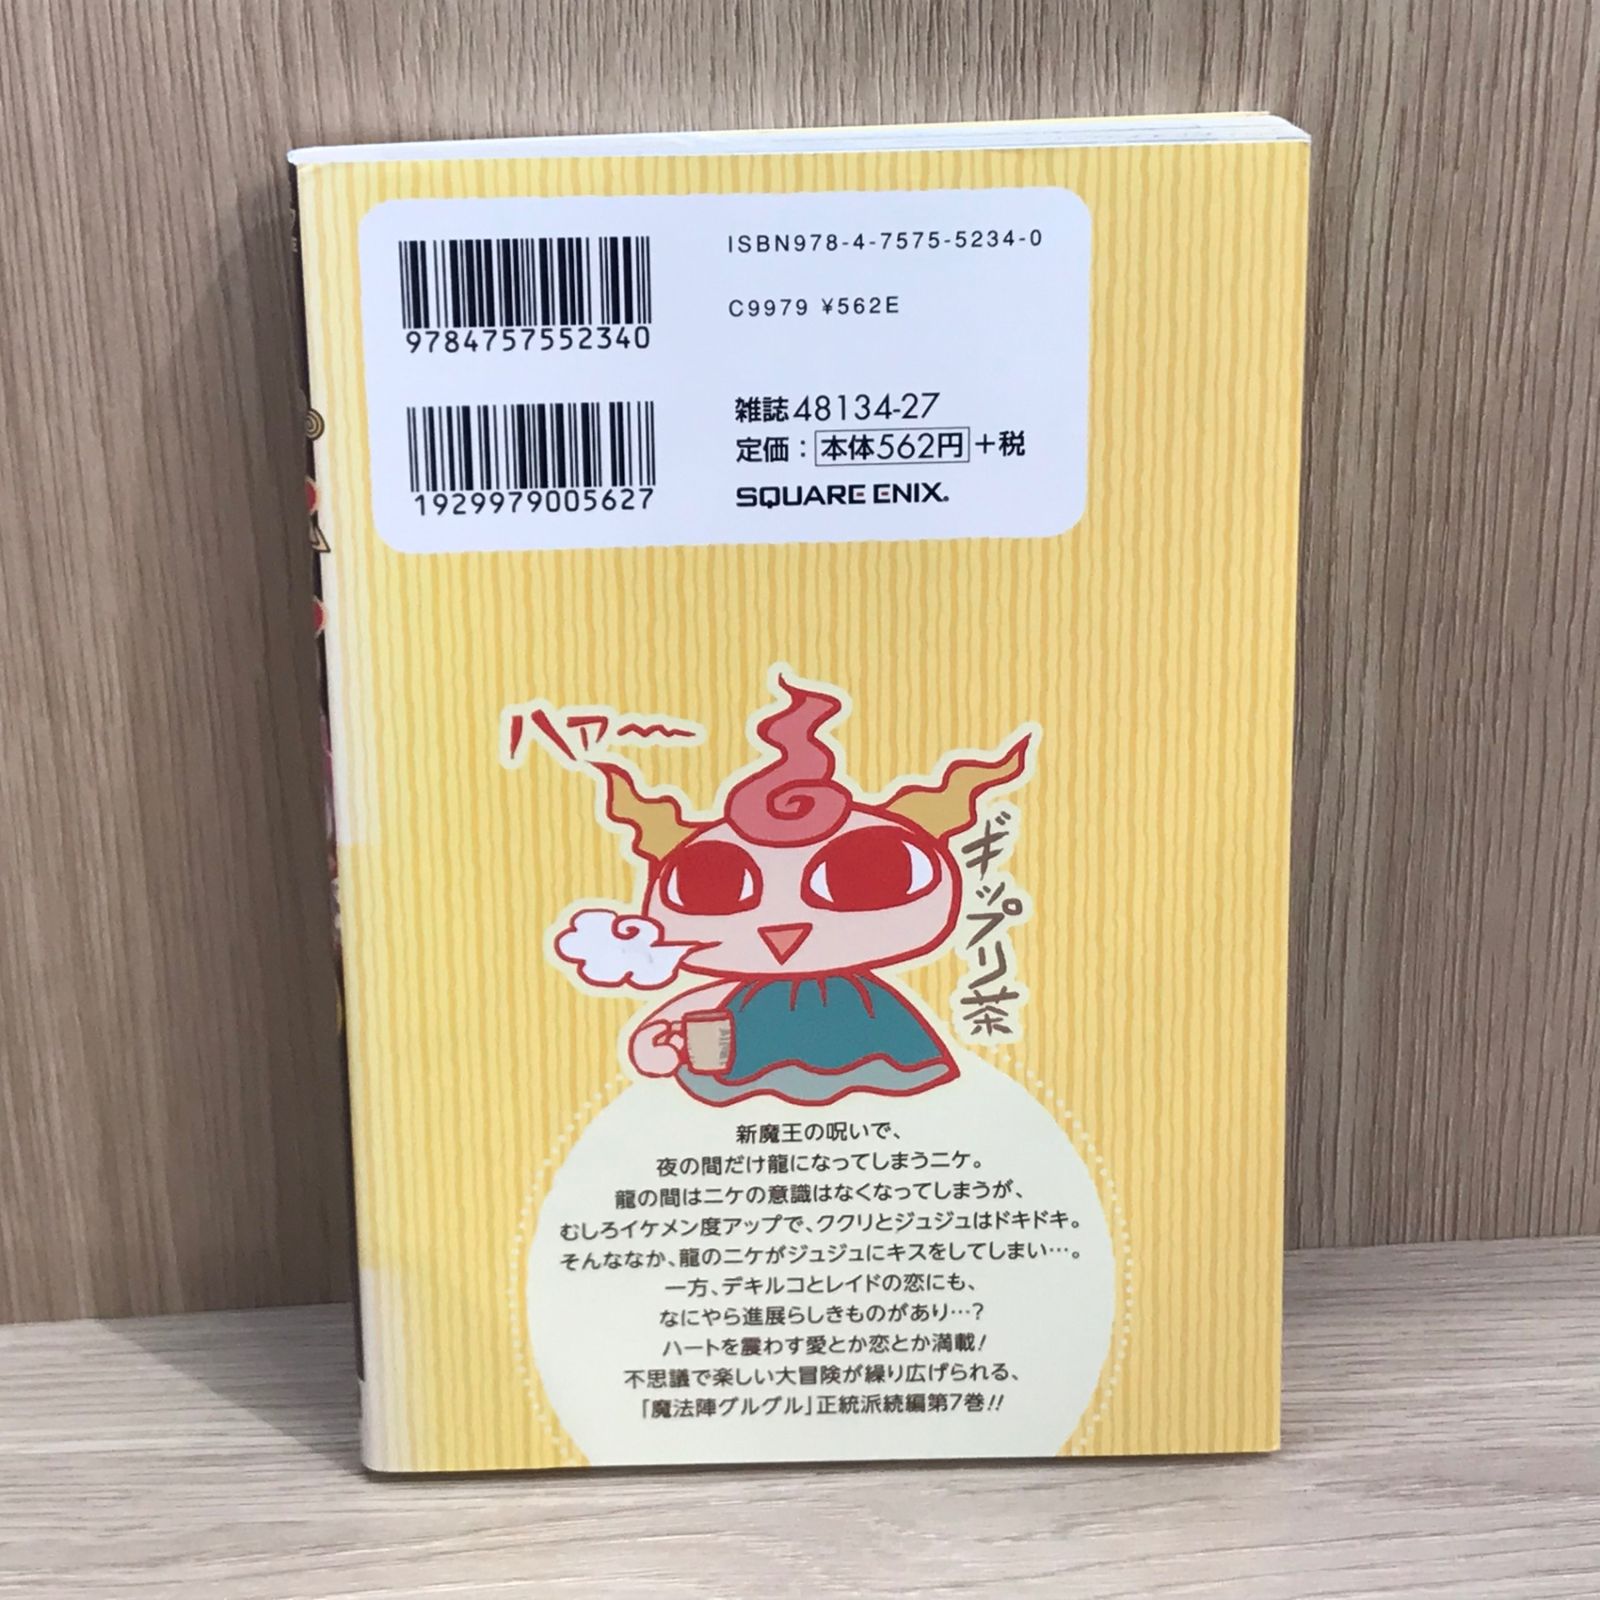 ISBN978-4-7575-5234-0
C9979 ¥562E
9784757552340
雑誌48134-27
定価：本体562円+税
1929979005627
SQUARE ENIX.
ハァ〜〜
ギップリ茶
新魔王の呪いで、
夜の間だけ龍になってしまうニケ。
龍の間はニケの意識はなくなってしまうが、
むしろイケメン度アップで、ククリとジュジュはドキドキ。
そんななか、龍のニケがジュジュにキスをしてしまい…。
一方、デキルコとレイドの恋にも、
なにやら進展らしきものがあり…？
ハートを震わす愛とか恋とか満載！
不思議で楽しい大冒険が繰り広げられる、
「魔法陣グルグル」正統派続編第7巻!!